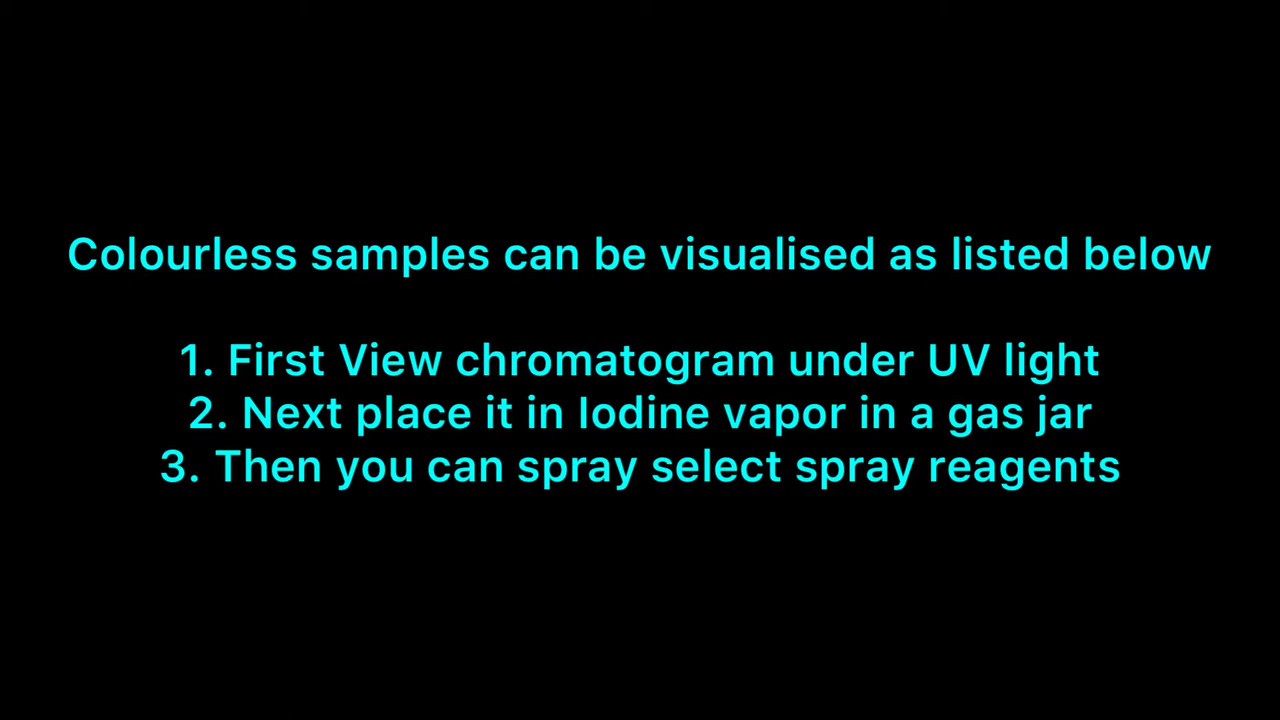 Colourless samples can be visualised as listed below
1. First View chromatogram under UV light
2. Next place it in Iodine vapor in a gas jar
3. Then you can spray select spray reagents